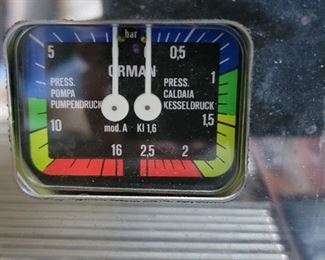 bar
5 0,5
ORMAN
PRESS. PRESS. 1
POMPA CALDAIA
PUMPENDRUCK KESSELDRUCK
10 1,5
mod. A Kl 1,6
16 2,5 2